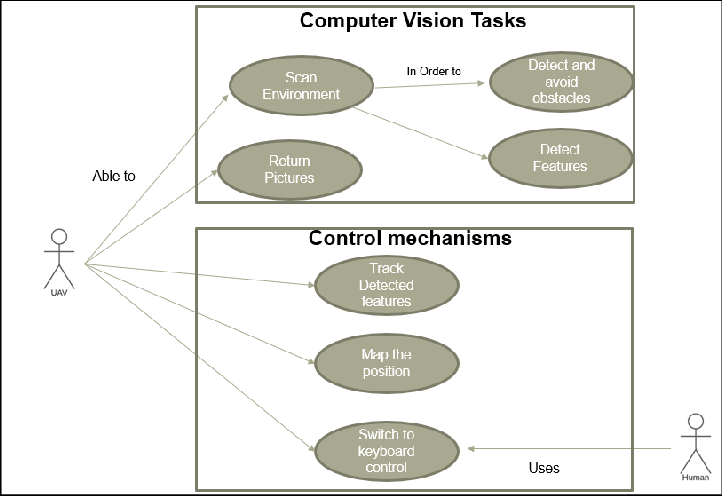 Computer Vision Tasks
Scan
Environment
In Order to
Detect and
avoid
obstacles
Return
Pictures
Detect
Features
Able to
Control mechanisms
Track
Detected
features
UAV
Map the
position
Switch to
keyboard
control
Uses
Human